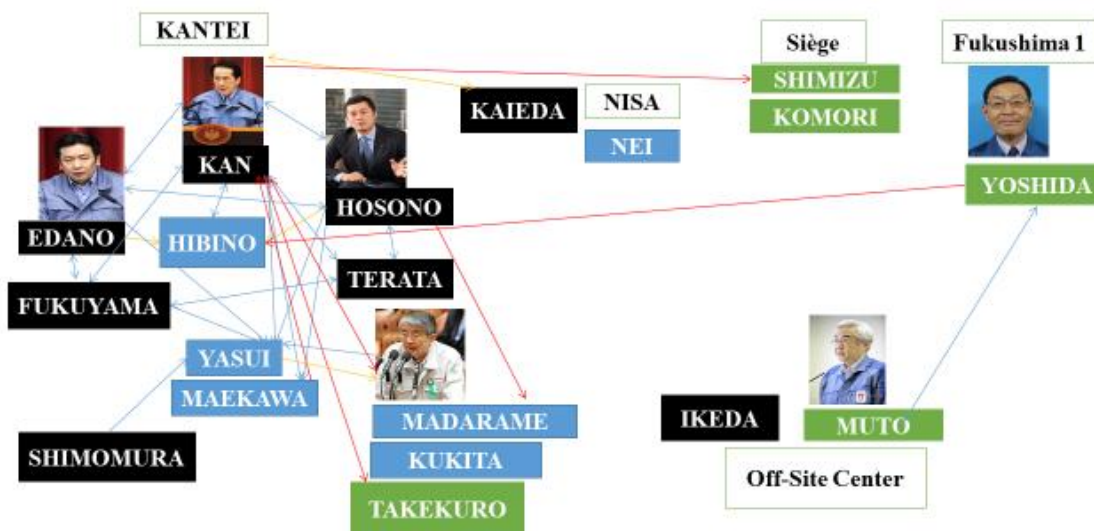 KANTEI
Siège
Fukushima 1
SHIMIZU
KAIEDA
NISA
KOMORI
NEI
KAN
YOSHIDA
HOSONO
EDANO
HIBINO
TERATA
FUKUYAMA
YASUI
MAEKAWA
MADARAME
IKEDA
MUTO
SHIMOMURA
KUKITA
Off-Site Center
TAKEKURO